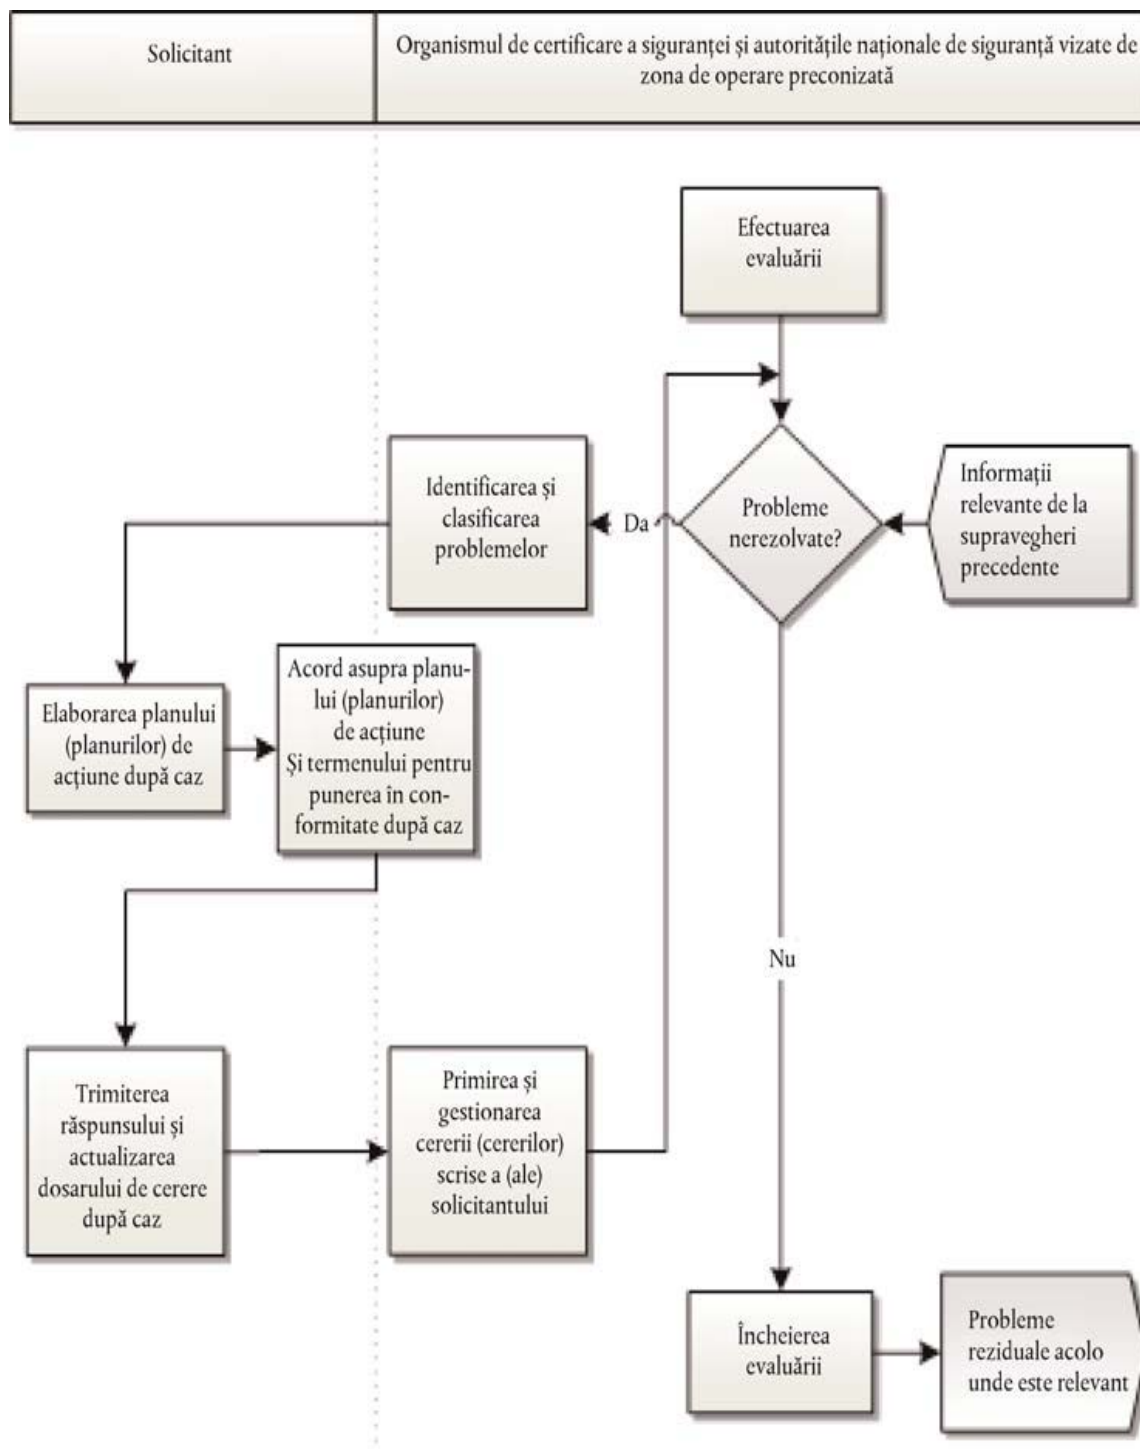 Solicitant
Organismul de certificare a siguranței și autoritățile naționale de siguranță vizate de
zona de operare preconizată
Efectuarea
evaluării
Identificarea și
clasificarea
problemelor
Da
Probleme
nerezolvate?
Informații
relevante de la
supravegheri
precedente
Elaborarea planului
(planurilor) de
acțiune după caz
Acord asupra planu-
lui (planurilor)
de acțiune
Și termenului pentru
punerea în con-
formitate după caz
Nu
Trimiterea
răspunsului și
actualizarea
dosarului de cerere
după caz
Primirea și
gestionarea
cererii (cererilor)
scrise a (ale)
solicitantului
Încheierea
evaluării
Probleme
reziduale acolo
unde este relevant